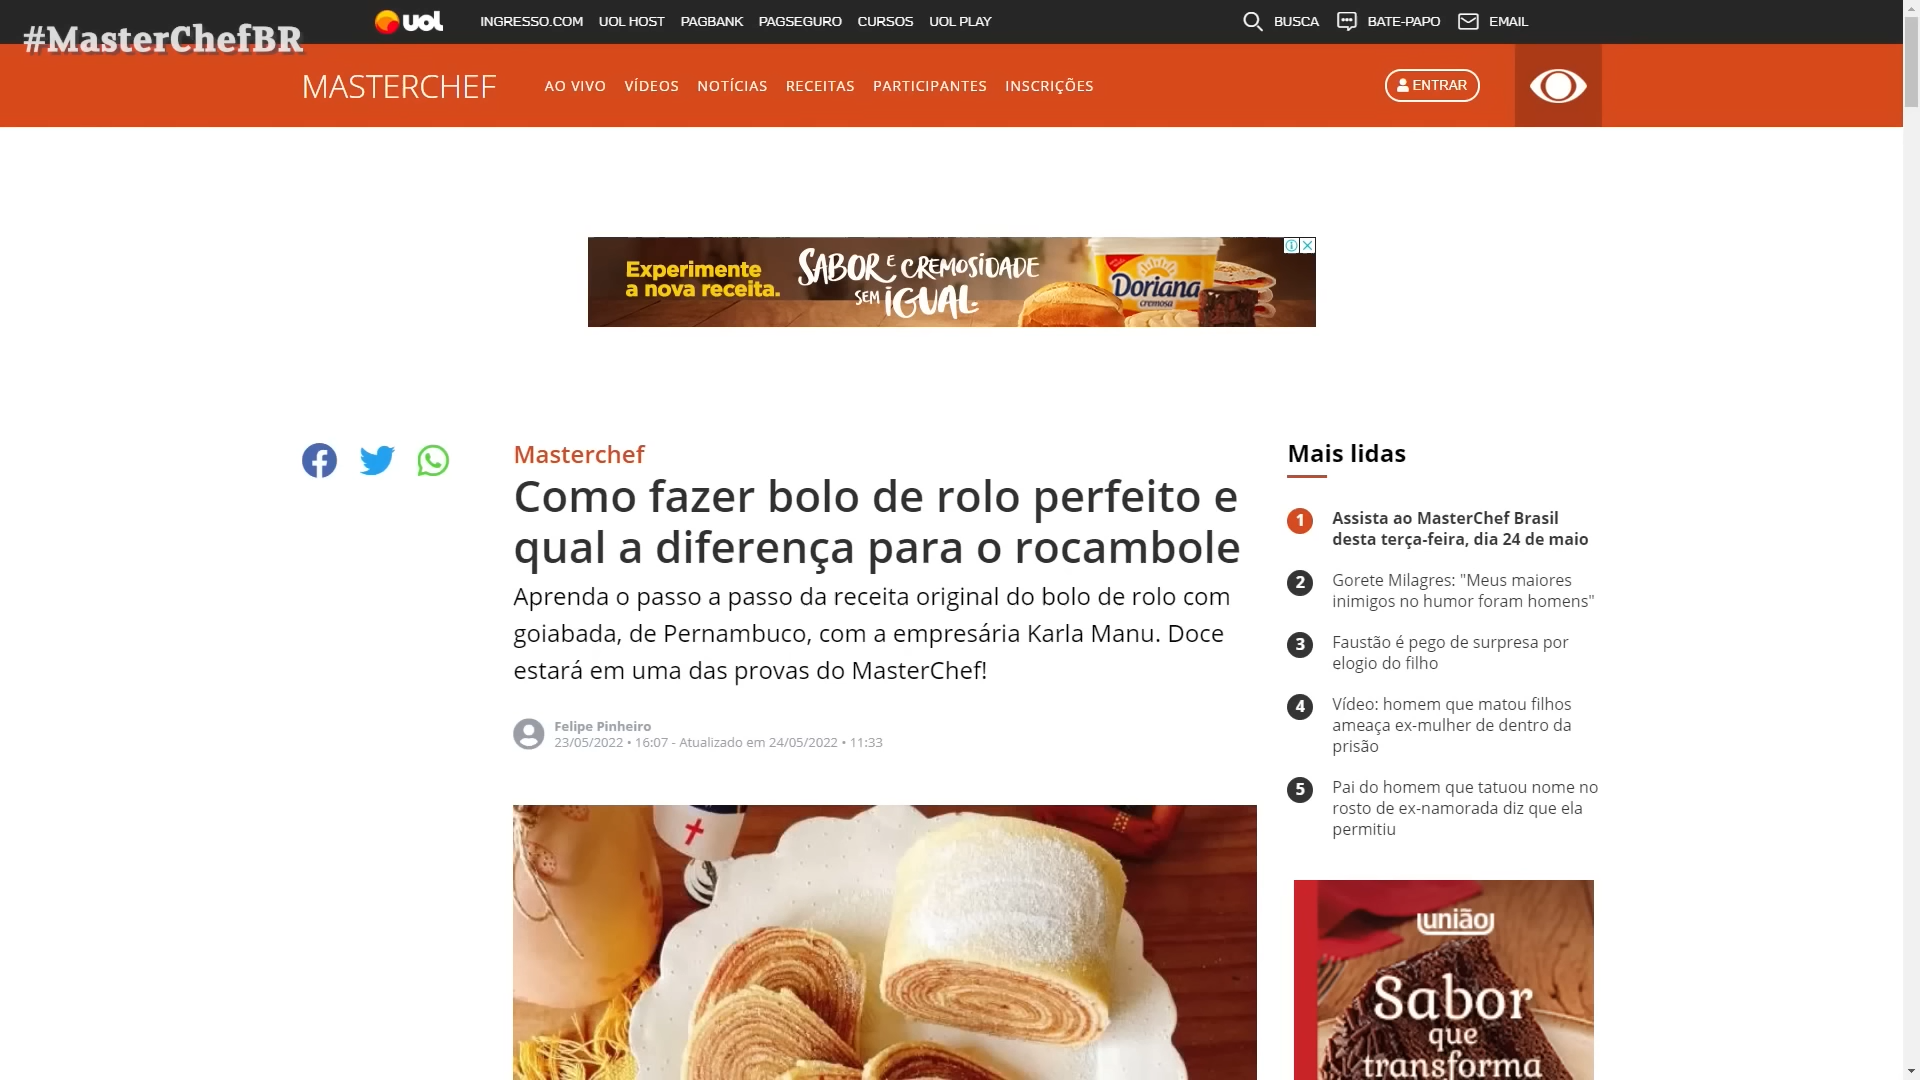 #MasterChefBR
uol
INGRESSO.COM UOL HOST PAGBANK PAGSEGURO CURSOS UOL PLAY
BUSCA BATE-PAPO EMAIL
MASTERCHEF
AO VIVO VÍDEOS NOTÍCIAS RECEITAS PARTICIPANTES INSCRIÇÕES
ENTRAR
Experimente
a nova receita.
SABOR E CREMOSIDADE
SEM IGUAL
Doriana
cremosa
Masterchef
Como fazer bolo de rolo perfeito e
qual a diferença para o rocambole
Aprenda o passo a passo da receita original do bolo de rolo com
goiabada, de Pernambuco, com a empresária Karla Manu. Doce
estará em uma das provas do MasterChef!
Felipe Pinheiro
23/05/2022 • 16:07 - Atualizado em 24/05/2022 • 11:33
Mais lidas
1 Assista ao MasterChef Brasil
desta terça-feira, dia 24 de maio
2 Gorete Milagres: "Meus maiores
inimigos no humor foram homens"
3 Faustão é pego de surpresa por
elogio do filho
4 Vídeo: homem que matou filhos
ameaça ex-mulher de dentro da
prisão
5 Pai do homem que tatuou nome no
rosto de ex-namorada diz que ela
permitiu
união
Sabor
que
transforma